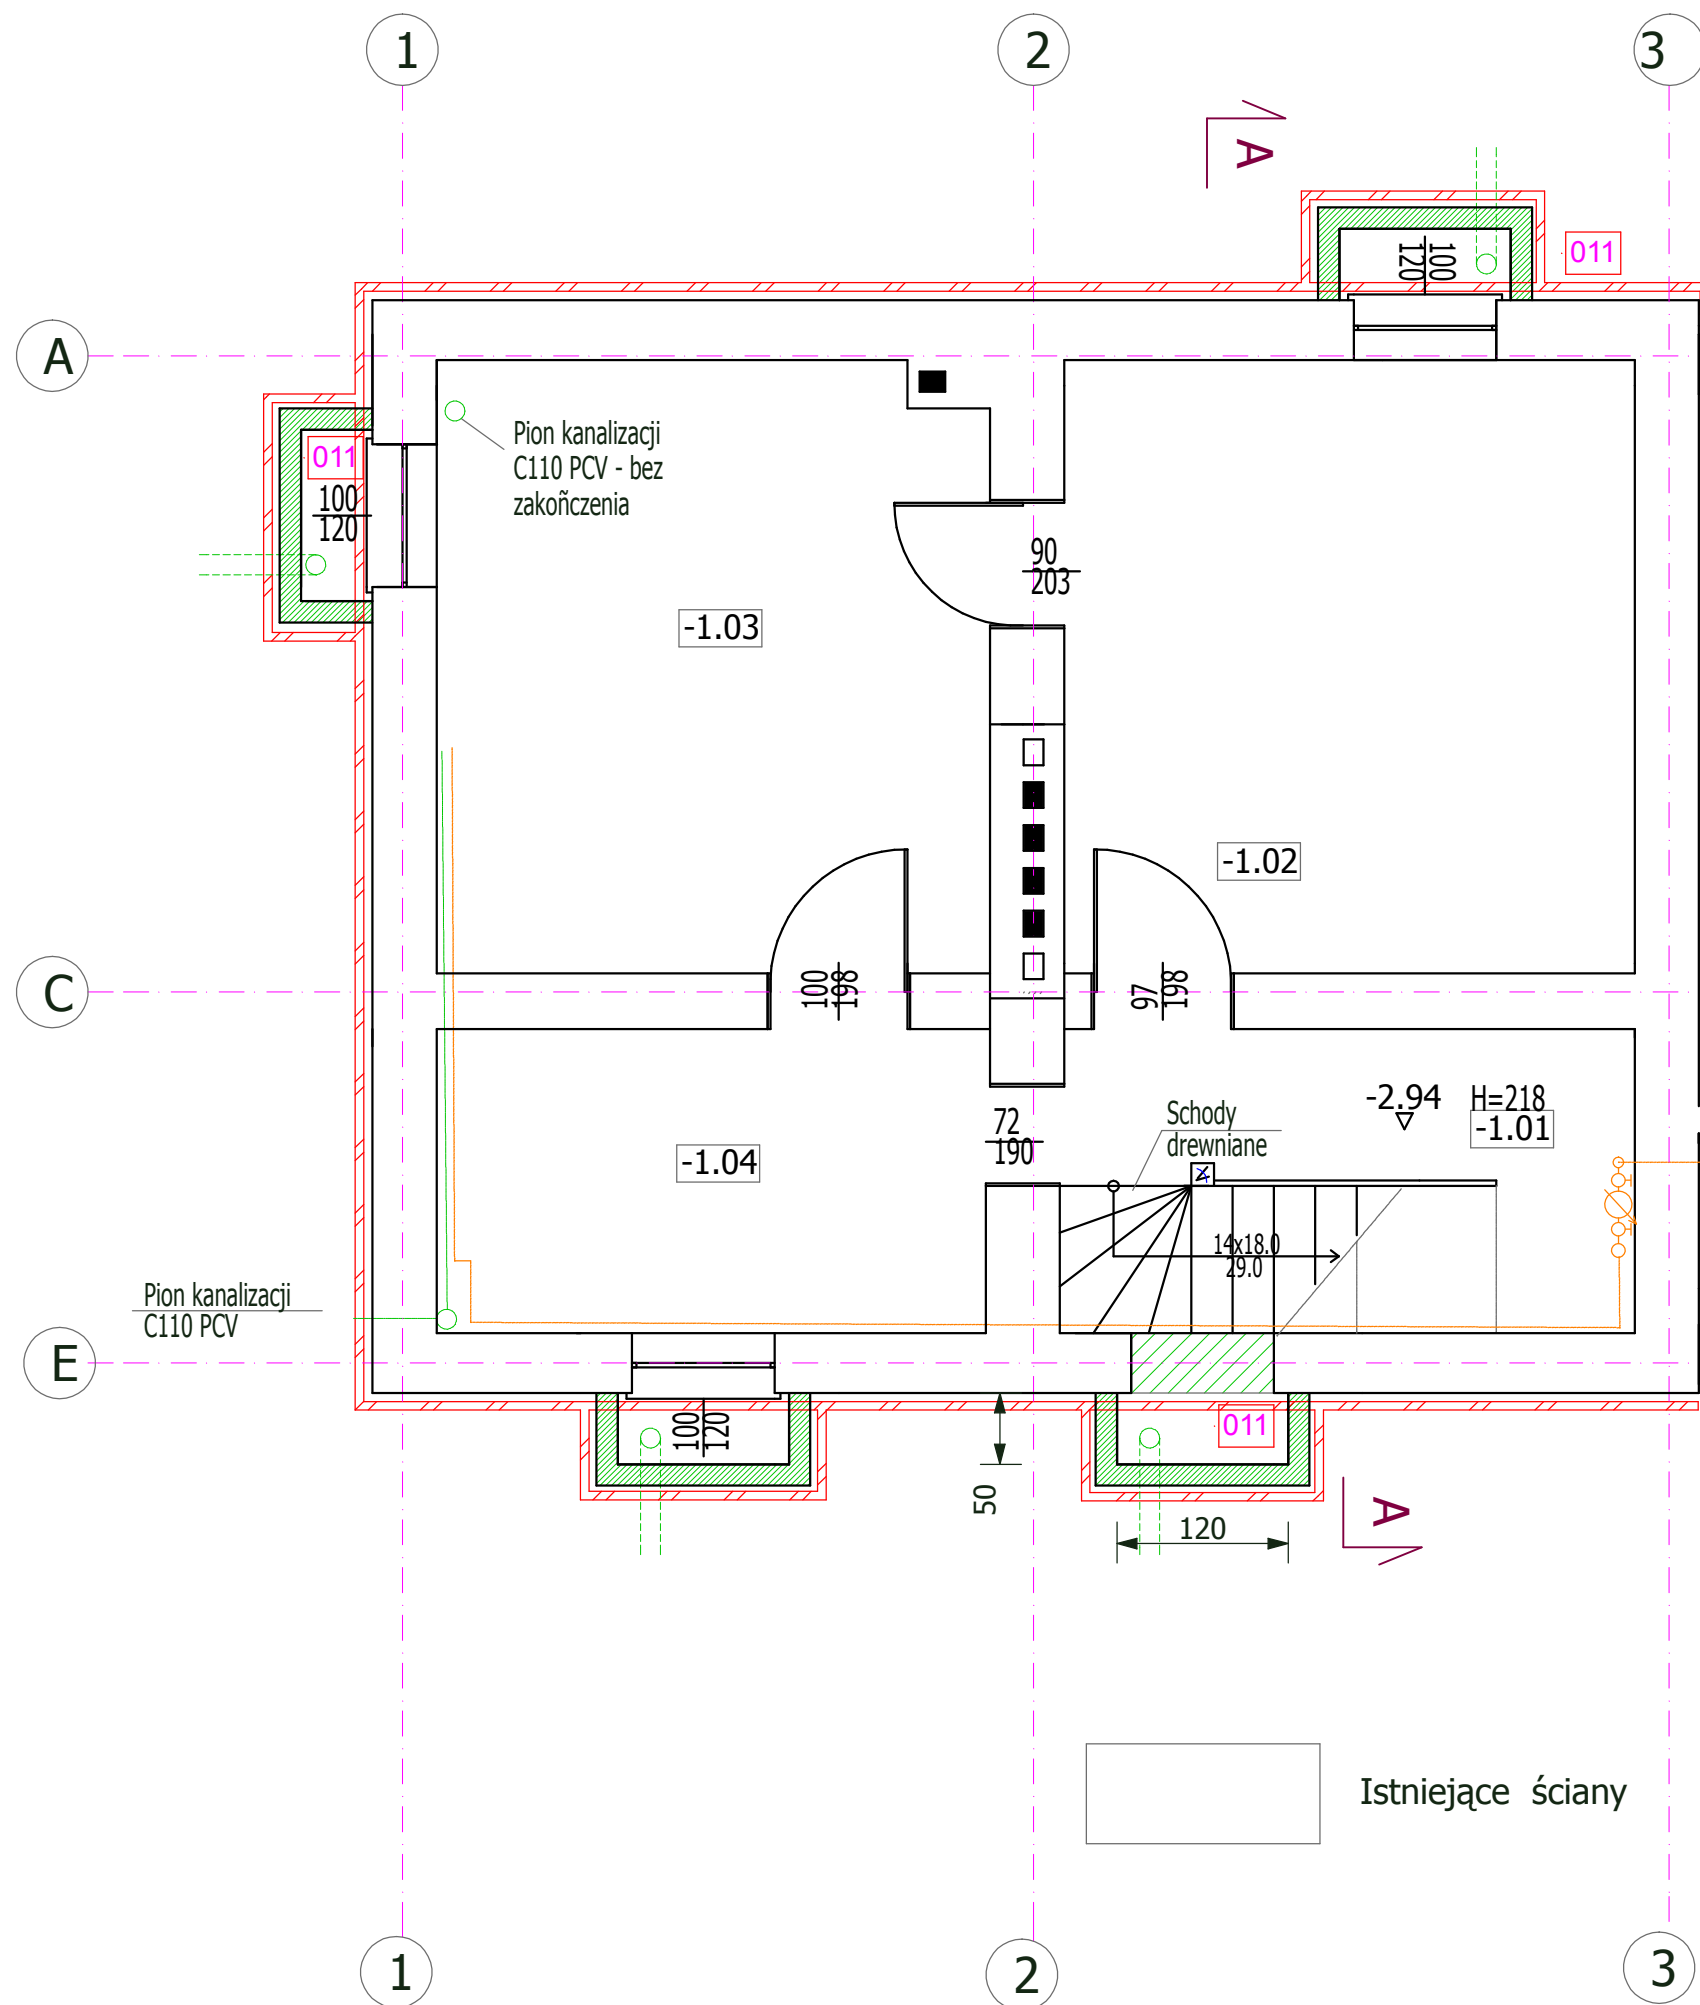 1
2
3
A
011
100
120
A
011
100
120
Pion kanalizacji
C110 PCV - bez
zakoñczenia
90
203
-1.03
-1.02
C
100
198
97
198
-2.94
H=218
-1.01
Schody
drewniane
72
190
-1.04
14x18.0
29.0
Pion kanalizacji
C110 PCV
E
100
120
011
50
120
A
Istniejące ściany
1
2
3